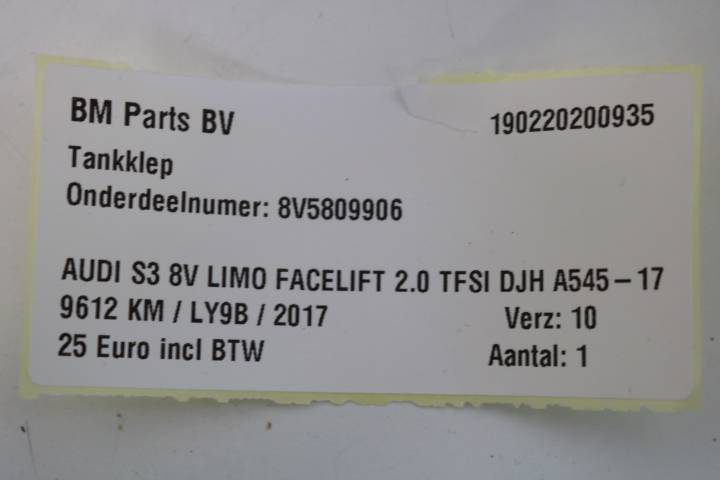 BM Parts BV 190220200935
Tankklep
Onderdeelnumer: 8V5809906
AUDI S3 8V LIMO FACELIFT 2.0 TFSI DJH A545-17
9612 KM / LY9B / 2017 Verz: 10
25 Euro incl BTW Aantal: 1